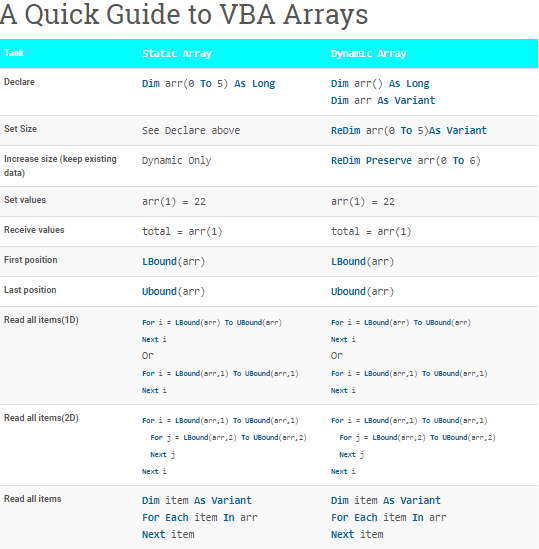 A Quick Guide to VBA Arrays
Task Static Array Dynamic Array
Declare Dim arr(0 To 5) As Long Dim arr() As Long
Dim arr As Variant
Set Size See Declare above ReDim arr(0 To 5)As Variant
Increase size (keep existing data) Dynamic Only ReDim Preserve arr(0 To 6)
Set values arr(1) = 22 arr(1) = 22
Receive values total = arr(1) total = arr(1)
First position LBound(arr) LBound(arr)
Last position Ubound(arr) Ubound(arr)
Read all items(1D) For i = LBound(arr) To UBound(arr) For i = LBound(arr) To UBound(arr)
Next i Next i
Or Or
For i = LBound(arr,1) To UBound(arr,1) For i = LBound(arr,1) To UBound(arr,1)
Next i Next i
Read all items(2D) For i = LBound(arr,1) To UBound(arr,1) For i = LBound(arr,1) To UBound(arr,1)
For j = LBound(arr,2) To UBound(arr,2) For j = LBound(arr,2) To UBound(arr,2)
Next j Next j
Next i Next i
Read all items Dim item As Variant Dim item As Variant
For Each item In arr For Each item In arr
Next item Next item